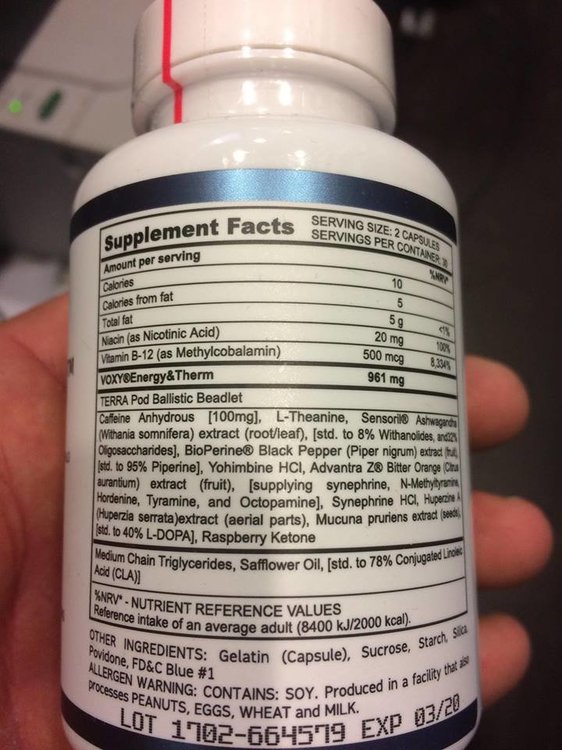 Supplement Facts
SERVING SIZE: 2 CAPSULES
SERVINGS PER CONTAINER: 30
Amount per serving %NRV*
Calories 10
Calories from fat 5
Total fat 5 g <1%
Niacin (as Nicotinic Acid) 20 mg 100%
Vitamin B-12 (as Methylcobalamin) 500 mcg 8,334%
VOXY®Energy&Therm 961 mg
TERRA Pod Ballistic Beadlet
Caffeine Anhydrous [100mg], L-Theanine, Sensoril® Ashwagandha
(Withania somnifera) extract (root/leaf), [std. to 8% Withanolides, and32%
Oligosaccharides], BioPerine® Black Pepper (Piper nigrum) extract (fruit),
[std. to 95% Piperine], Yohimbine HCl, Advantra Z® Bitter Orange (Citrus
aurantium) extract (fruit), [supplying synephrine, N-Methyltyramine,
Hordenine, Tyramine, and Octopamine], Synephrine HCl, Huperzine A
(Huperzia serrata)extract (aerial parts), Mucuna pruriens extract (seeds),
[std. to 40% L-DOPA], Raspberry Ketone
Medium Chain Triglycerides, Safflower Oil, [std. to 78% Conjugated Linoleic
Acid (CLA)]
%NRV* - NUTRIENT REFERENCE VALUES
Reference intake of an average adult (8400 kJ/2000 kcal).
OTHER INGREDIENTS: Gelatin (Capsule), Sucrose, Starch, Silica,
Povidone, FD&C Blue #1
ALLERGEN WARNING: CONTAINS: SOY. Produced in a facility that also
processes PEANUTS, EGGS, WHEAT and MILK.
LOT 1702-664579 EXP 03/20